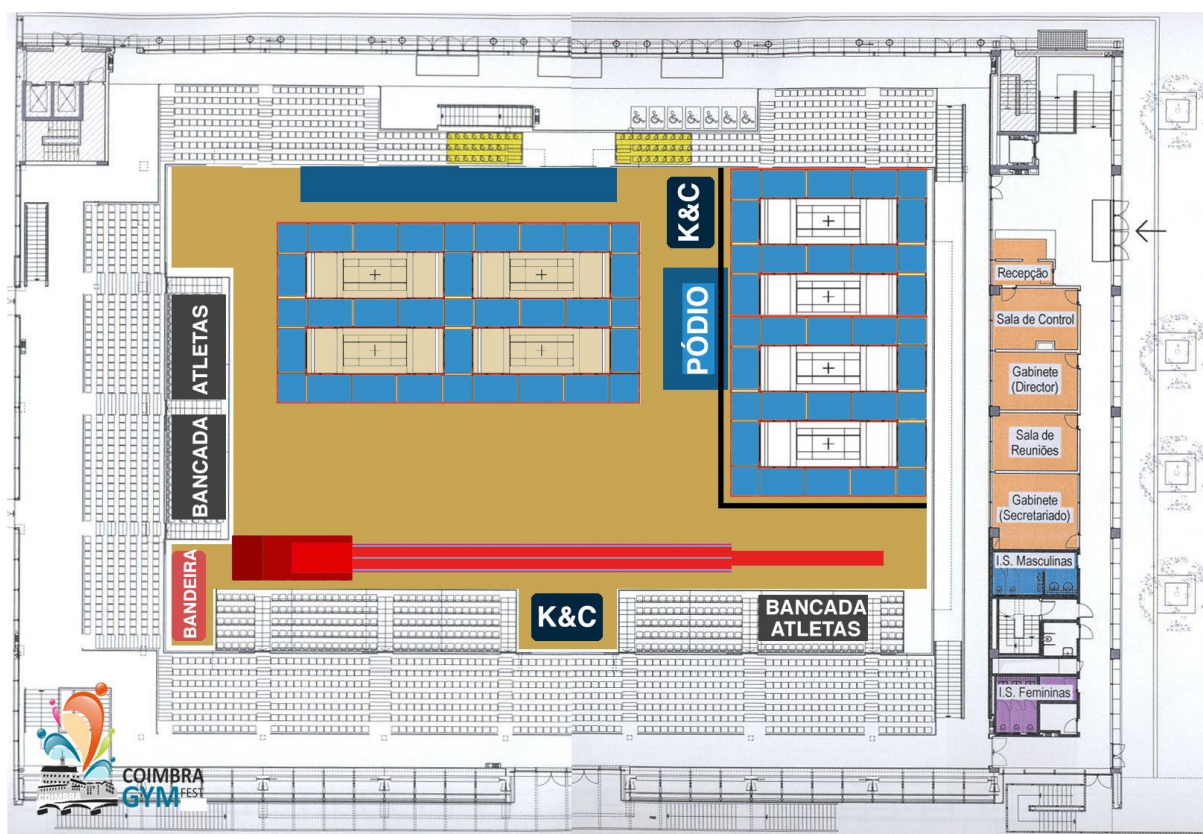 K&C
Recepção
ATLETAS
PÓDIO
Sala de Control
Gabinete
(Director)
BANCADA
Sala de
Reuniões
Gabinete
(Secretariado)
BANDEIRA
I.S. Masculinas
K&C
BANCADA
ATLETAS
I.S. Femininas
COIMBRA
GYM FEST
COIMBRA